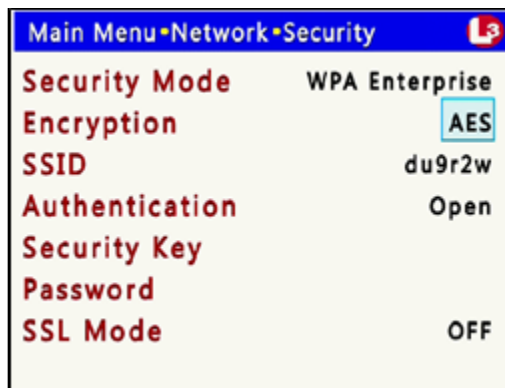 Main Menu•Network•Security L3
Security Mode WPA Enterprise
Encryption AES
SSID du9r2w
Authentication Open
Security Key
Password
SSL Mode OFF